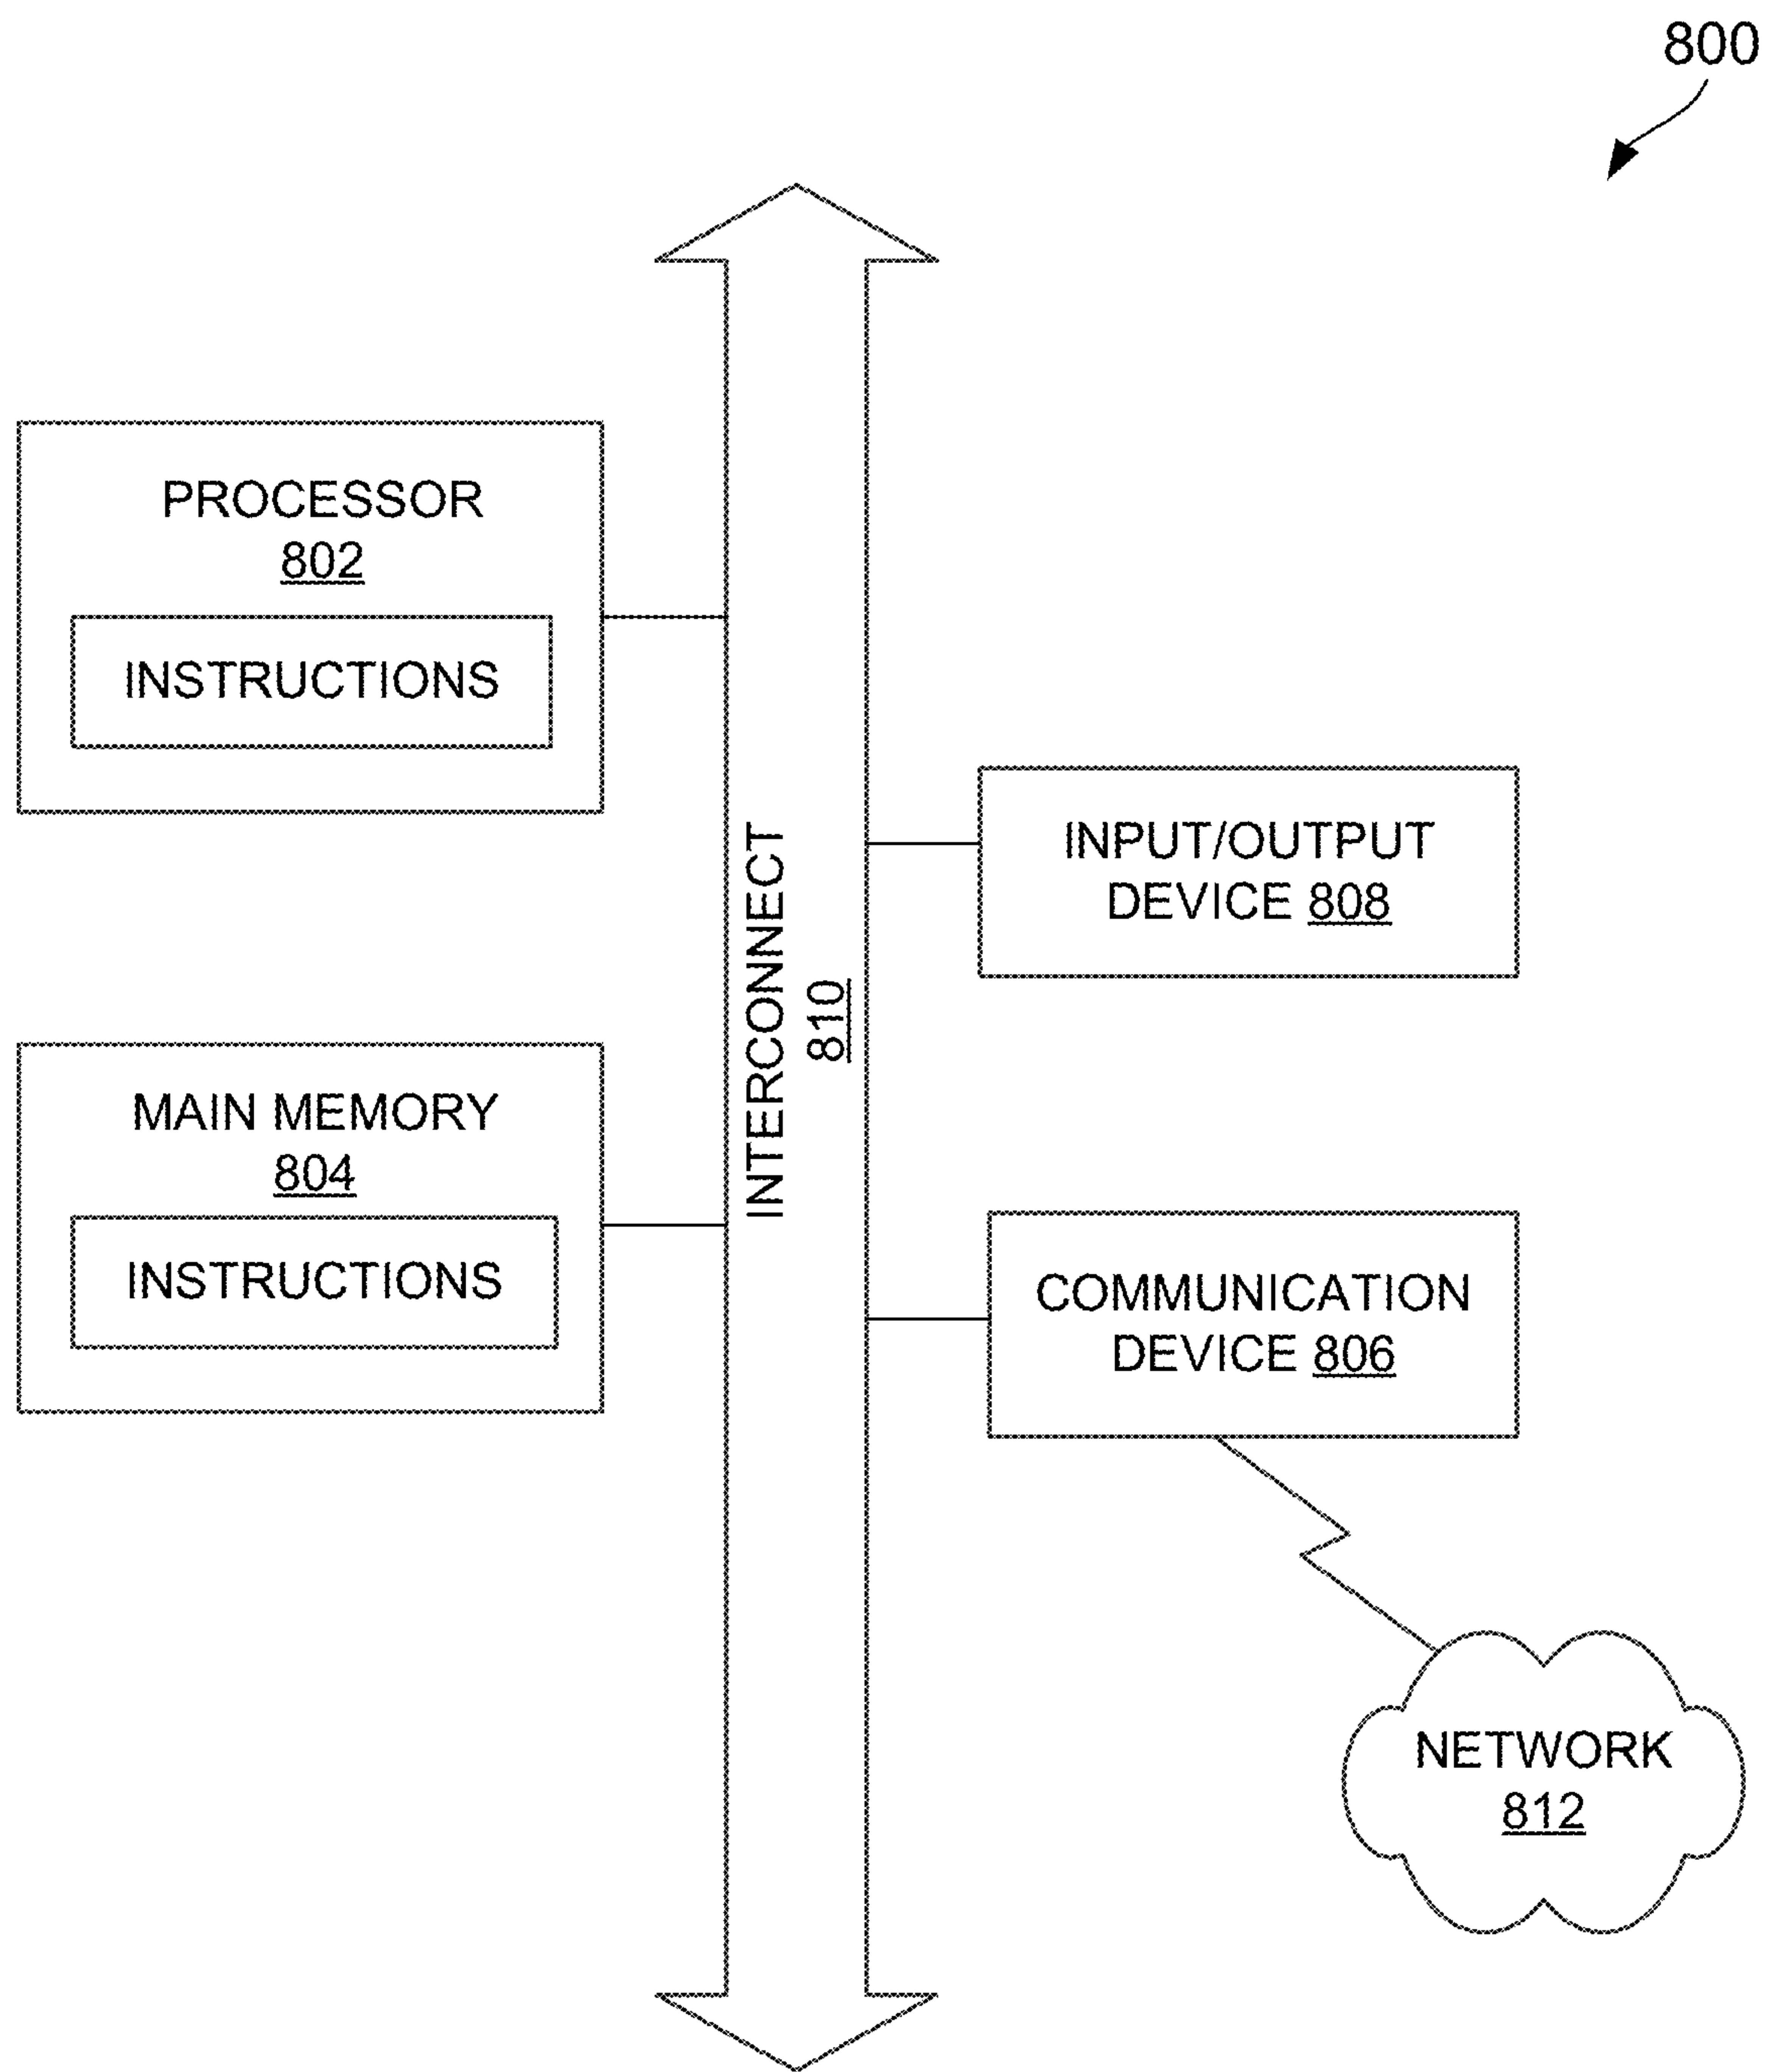 800
PROCESSOR
802
INSTRUCTIONS
INTERCONNECT
810
INPUT/OUTPUT
DEVICE 808
MAIN MEMORY
804
INSTRUCTIONS
COMMUNICATION
DEVICE 806
NETWORK
812